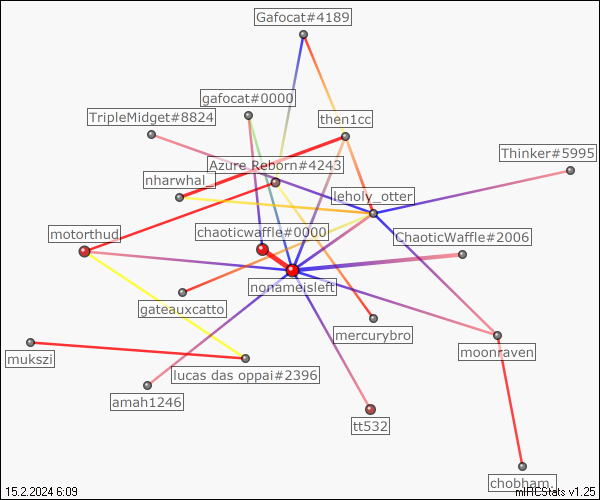 Gafocat#4189
gafocat#0000
TripleMidget#8824
then1cc
Thinker#5995
Azure Reborn#4243
nharwhal_
leholy_otter
motorthud
chaoticwaffle#0000
ChaoticWaffle#2006
nonameisleft
gateauxcatto
mercurybro
mukszi
moonraven
lucas das oppai#2396
amah1246
tt532
chobham.
15.2.2024 6:09
mIRCStats v1.25